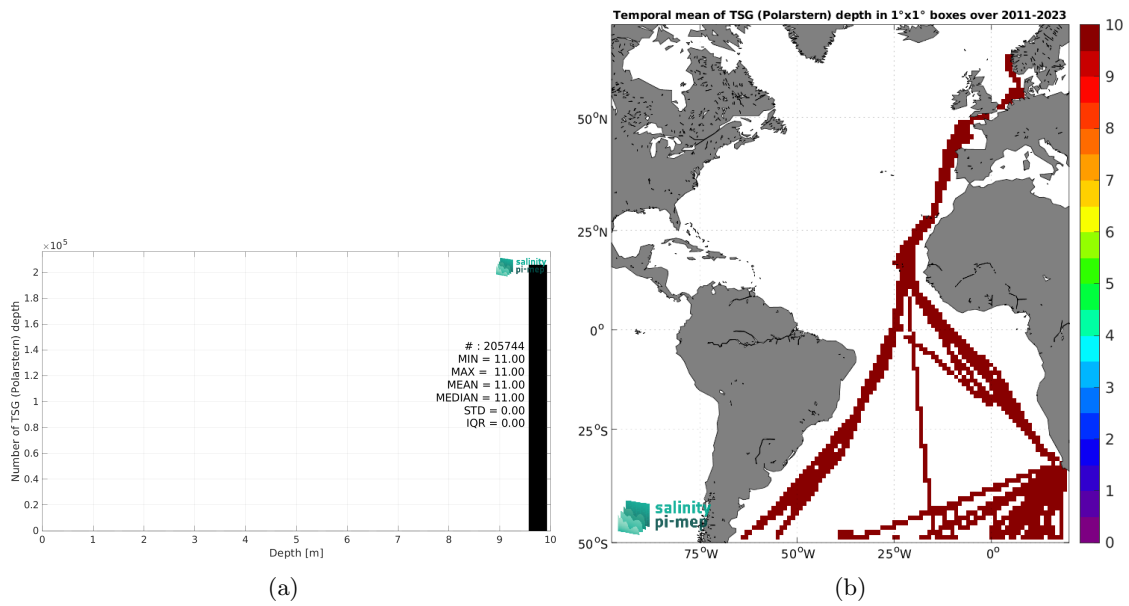 ×10⁵
2
1.8
1.6
1.4
1.2
1
0.8
0.6
0.4
0.2
0
Number of TSG (Polarstern) depth
salinity
pi-mep
# : 205744
MIN = 11.00
MAX = 11.00
MEAN = 11.00
MEDIAN = 11.00
STD = 0.00
IQR = 0.00
0 1 2 3 4 5 6 7 8 9 10
Depth [m]
(a)
Temporal mean of TSG (Polarstern) depth in 1°x1° boxes over 2011-2023
50°N
25°N
0°
25°S
50°S
75°W 50°W 25°W 0°
salinity
pi-mep
10
9
8
7
6
5
4
3
2
1
0
(b)